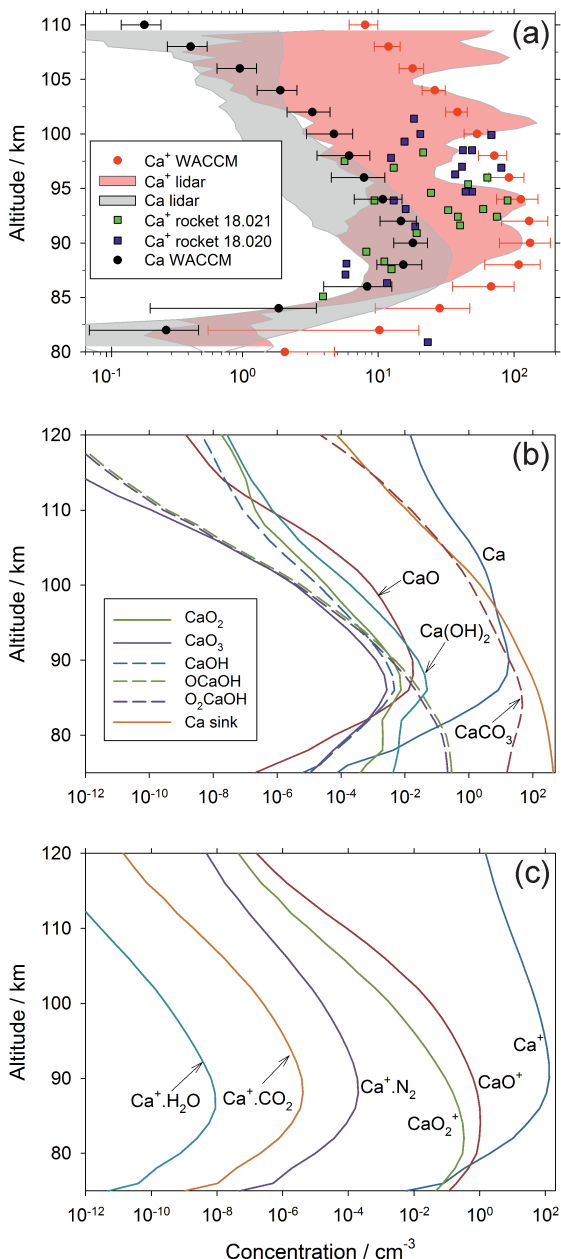 (a)
Altitude / km
110
105
100
95
90
85
80
Ca⁺ WACCM
Ca⁺ lidar
Ca lidar
Ca⁺ rocket 18.021
Ca⁺ rocket 18.020
Ca WACCM
10⁻¹ 10⁰ 10¹ 10²
(b)
Altitude / km
120
110
100
90
80
Ca
CaO
Ca(OH)₂
CaCO₃
CaO₂
CaO₃
CaOH
OCaOH
O₂CaOH
Ca sink
10⁻¹² 10⁻¹⁰ 10⁻⁸ 10⁻⁶ 10⁻⁴ 10⁻² 10⁰ 10²
(c)
Altitude / km
120
110
100
90
80
Ca⁺.H₂O
Ca⁺.CO₂
Ca⁺.N₂
CaO₂⁺
CaO⁺
Ca⁺
10⁻¹² 10⁻¹⁰ 10⁻⁸ 10⁻⁶ 10⁻⁴ 10⁻² 10⁰ 10²
Concentration / cm⁻³